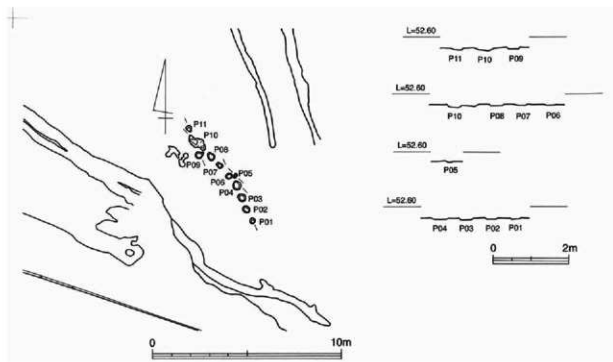 P11
P10
P08
P09
P07
P05
P06
P04
P03
P02
P01
0 10m
L=52.60
P11 P10 P09
L=52.60
P10 P08 P07 P06
L=52.60
P05
L=52.60
P04 P03 P02 P01
0 2m